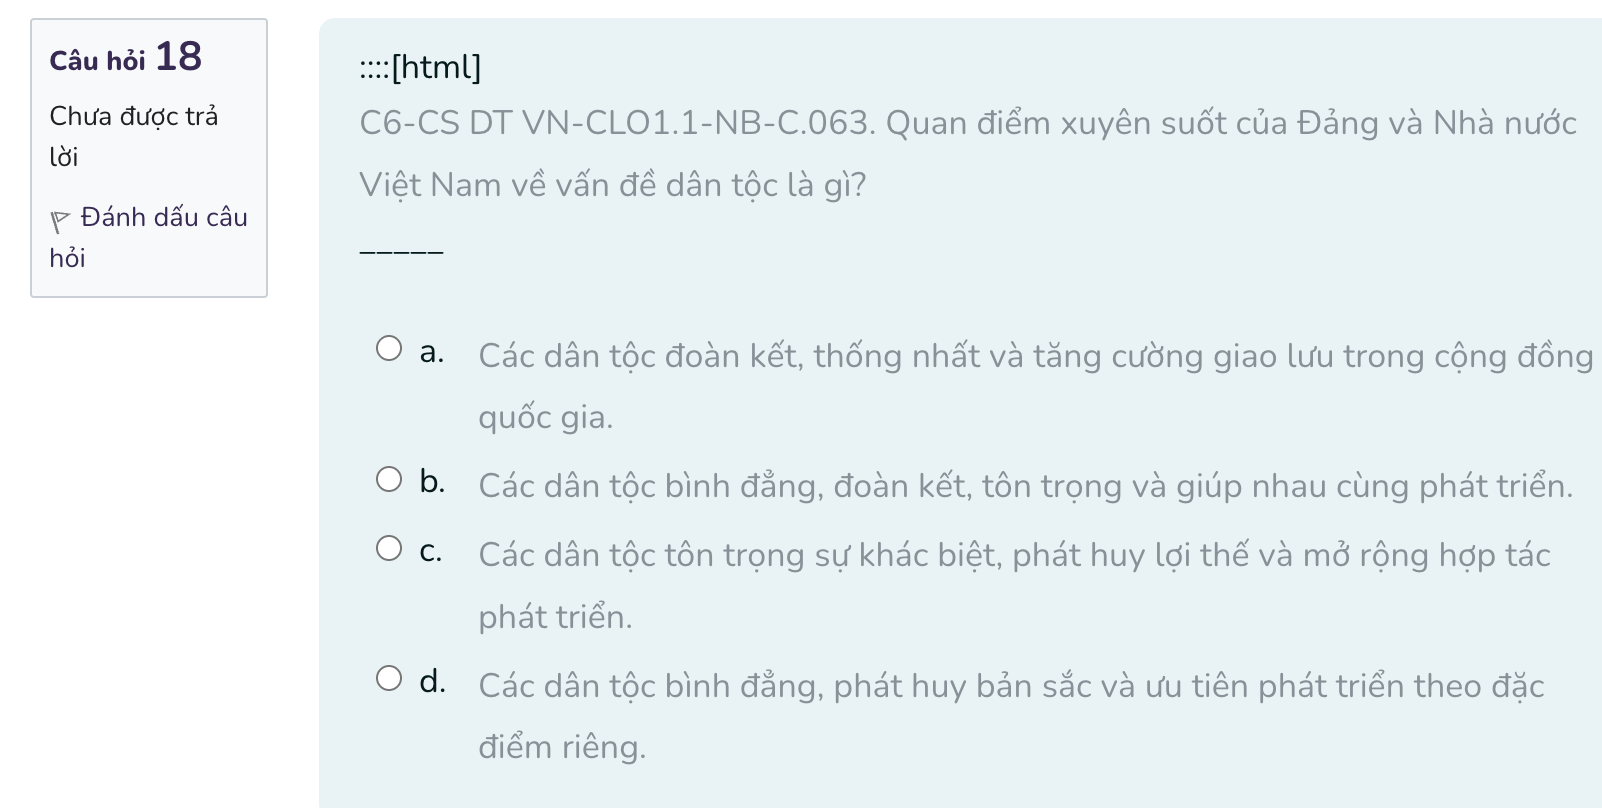 Câu hỏi 18
Chưa được trả
lời
Đánh dấu câu
hỏi
::::[html]
C6-CS DT VN-CLO1.1-NB-C.063. Quan điểm xuyên suốt của Đảng và Nhà nước
Việt Nam về vấn đề dân tộc là gì?
_____
a. Các dân tộc đoàn kết, thống nhất và tăng cường giao lưu trong cộng đồng
quốc gia.
b. Các dân tộc bình đẳng, đoàn kết, tôn trọng và giúp nhau cùng phát triển.
c. Các dân tộc tôn trọng sự khác biệt, phát huy lợi thế và mở rộng hợp tác
phát triển.
d. Các dân tộc bình đẳng, phát huy bản sắc và ưu tiên phát triển theo đặc
điểm riêng.